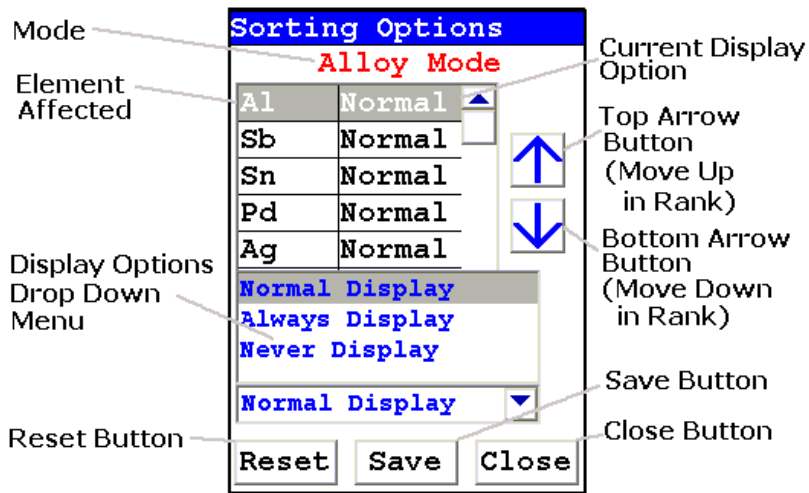 Mode
Element
Affected
Display Options
Drop Down
Menu
Reset Button
Sorting Options
Alloy Mode
Al Normal
Sb Normal
Sn Normal
Pd Normal
Ag Normal
Normal Display
Always Display
Never Display
Normal Display
Reset Save Close
Current Display
Option
Top Arrow
Button
(Move Up
in Rank)
Bottom Arrow
Button
(Move Down
in Rank)
Save Button
Close Button